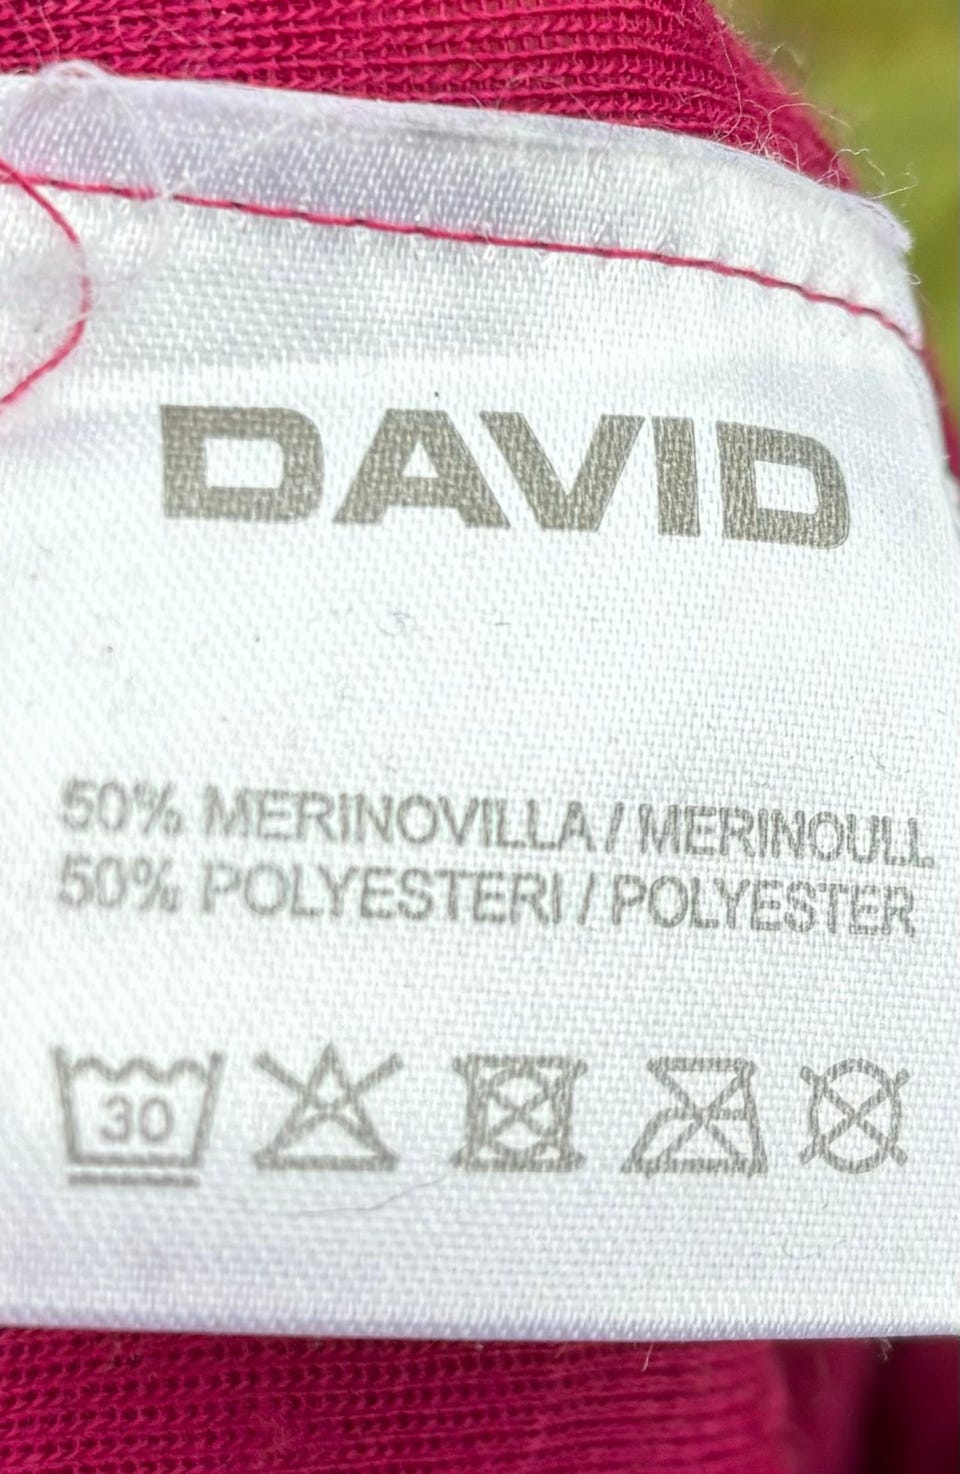 DAVID
50% MERINOVILLA / MERINOULL
50% POLYESTERI / POLYESTER
30